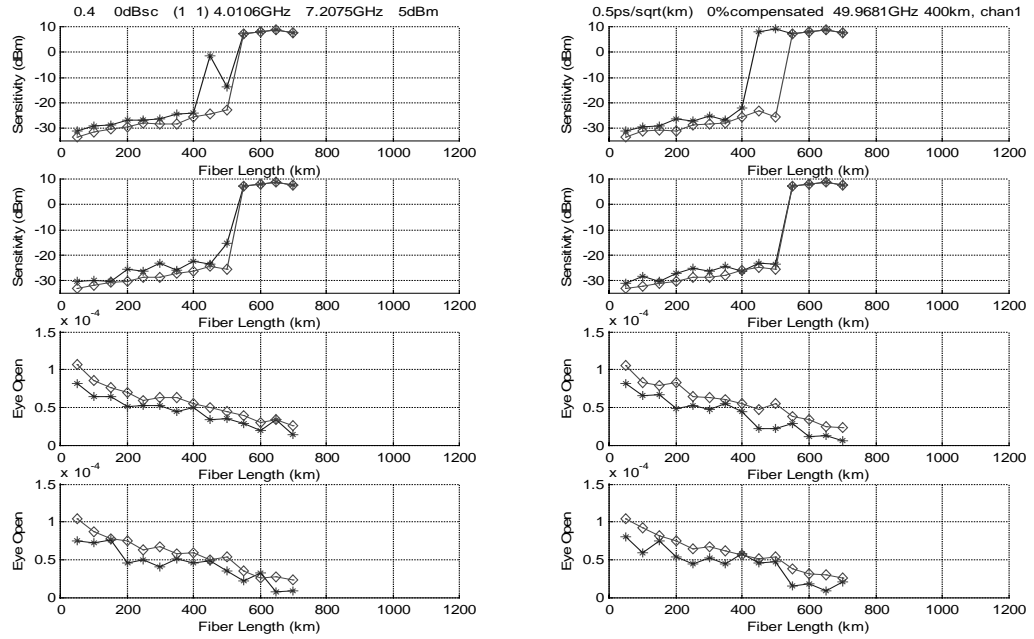 0.4 0dBsc (1 1) 4.0106GHz 7.2075GHz 5dBm
0.5ps/sqrt(km) 0%compensated 49.9681GHz 400km, chan1
Sensitivity (dBm)
10
0
-10
-20
-30
0 200 400 600 800 1000 1200
Fiber Length (km)
Sensitivity (dBm)
10
0
-10
-20
-30
0 200 400 600 800 1000 1200
Fiber Length (km)
Sensitivity (dBm)
10
0
-10
-20
-30
0 200 400 600 800 1000 1200
Fiber Length (km)
Sensitivity (dBm)
10
0
-10
-20
-30
0 200 400 600 800 1000 1200
Fiber Length (km)
x 10-4
Eye Open
1.5
1
0.5
0
0 200 400 600 800 1000 1200
Fiber Length (km)
x 10-4
Eye Open
1.5
1
0.5
0
0 200 400 600 800 1000 1200
Fiber Length (km)
x 10-4
Eye Open
1.5
1
0.5
0
0 200 400 600 800 1000 1200
Fiber Length (km)
x 10-4
Eye Open
1.5
1
0.5
0
0 200 400 600 800 1000 1200
Fiber Length (km)